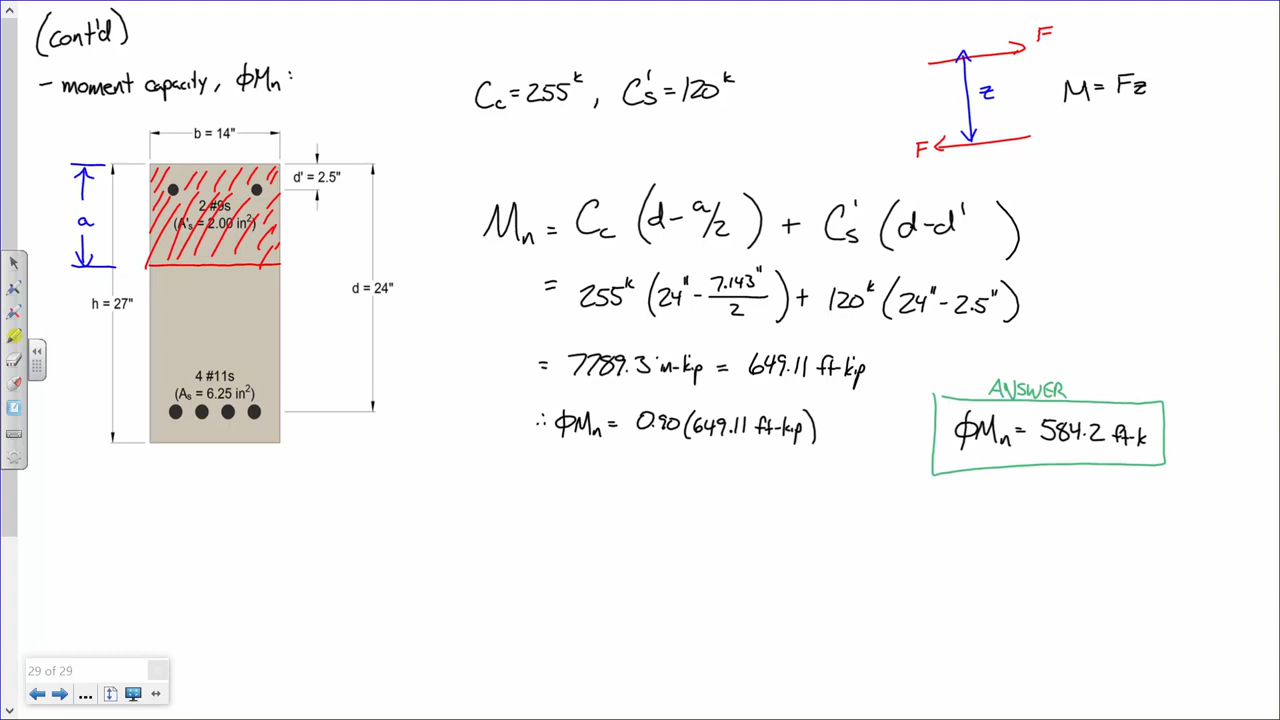 (cont'd)
- moment capacity, ϕMn:
b = 14"
d' = 2.5"
2 #9s
(A's = 2.00 in²)
a
h = 27"
d = 24"
4 #11s
(As = 6.25 in²)
Cc = 255ᵏ, Cs' = 120ᵏ
F
z
F
M = Fz
Mn = Cc (d - a/2) + Cs' (d - d')
= 255ᵏ (24" - 7.143"/2) + 120ᵏ (24" - 2.5")
= 7789.3 in-kip = 649.11 ft-kip
∴ ϕMn = 0.90(649.11 ft-kip)
ANSWER
ϕMn = 584.2 ft-k
29 of 29
...